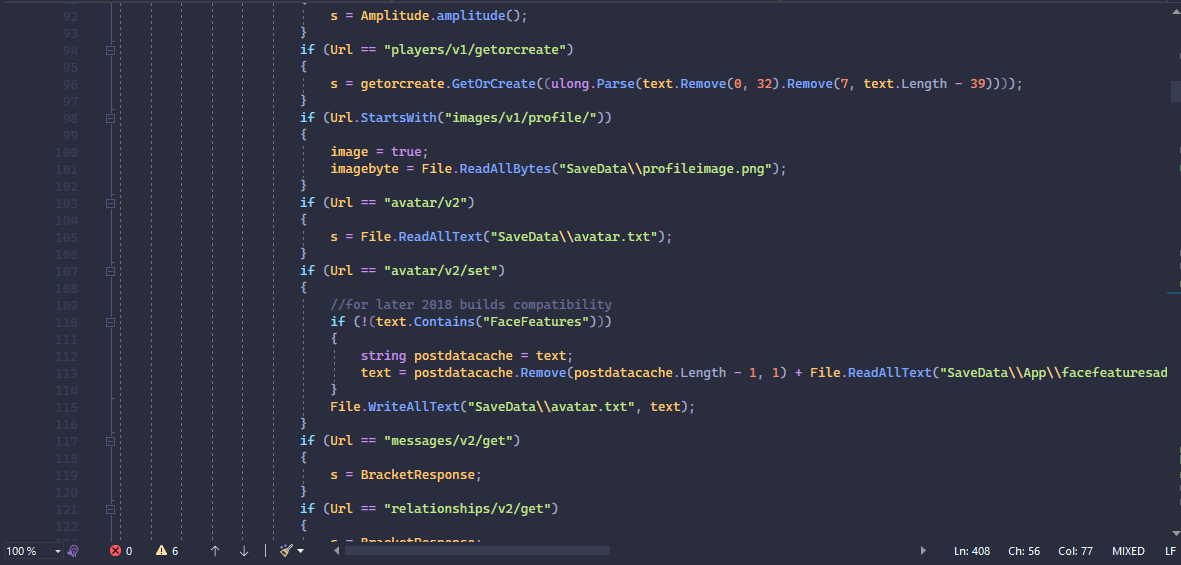 92 s = Amplitude.amplitude();
93 }
94 if (Url == "players/v1/getorcreate")
95 {
96 s = getorcreate.GetOrCreate((ulong.Parse(text.Remove(0, 32).Remove(7, text.Length - 39))));
97 }
98 if (Url.StartsWith("images/v1/profile/"))
99 {
100 image = true;
101 imagebyte = File.ReadAllBytes("SaveData\\profileimage.png");
102 }
103 if (Url == "avatar/v2")
104 {
105 s = File.ReadAllText("SaveData\\avatar.txt");
106 }
107 if (Url == "avatar/v2/set")
108 {
109 //for later 2018 builds compatibility
110 if (!(text.Contains("FaceFeatures")))
111 {
112 string postdatacache = text;
113 text = postdatacache.Remove(postdatacache.Length - 1, 1) + File.ReadAllText("SaveData\\App\\facefeaturesad
114 }
115 File.WriteAllText("SaveData\\avatar.txt", text);
116 }
117 if (Url == "messages/v2/get")
118 {
119 s = BracketResponse;
120 }
121 if (Url == "relationships/v2/get")
122 {
s = BracketResponse;
100 % 0 6 Ln: 408 Ch: 56 Col: 77 MIXED LF